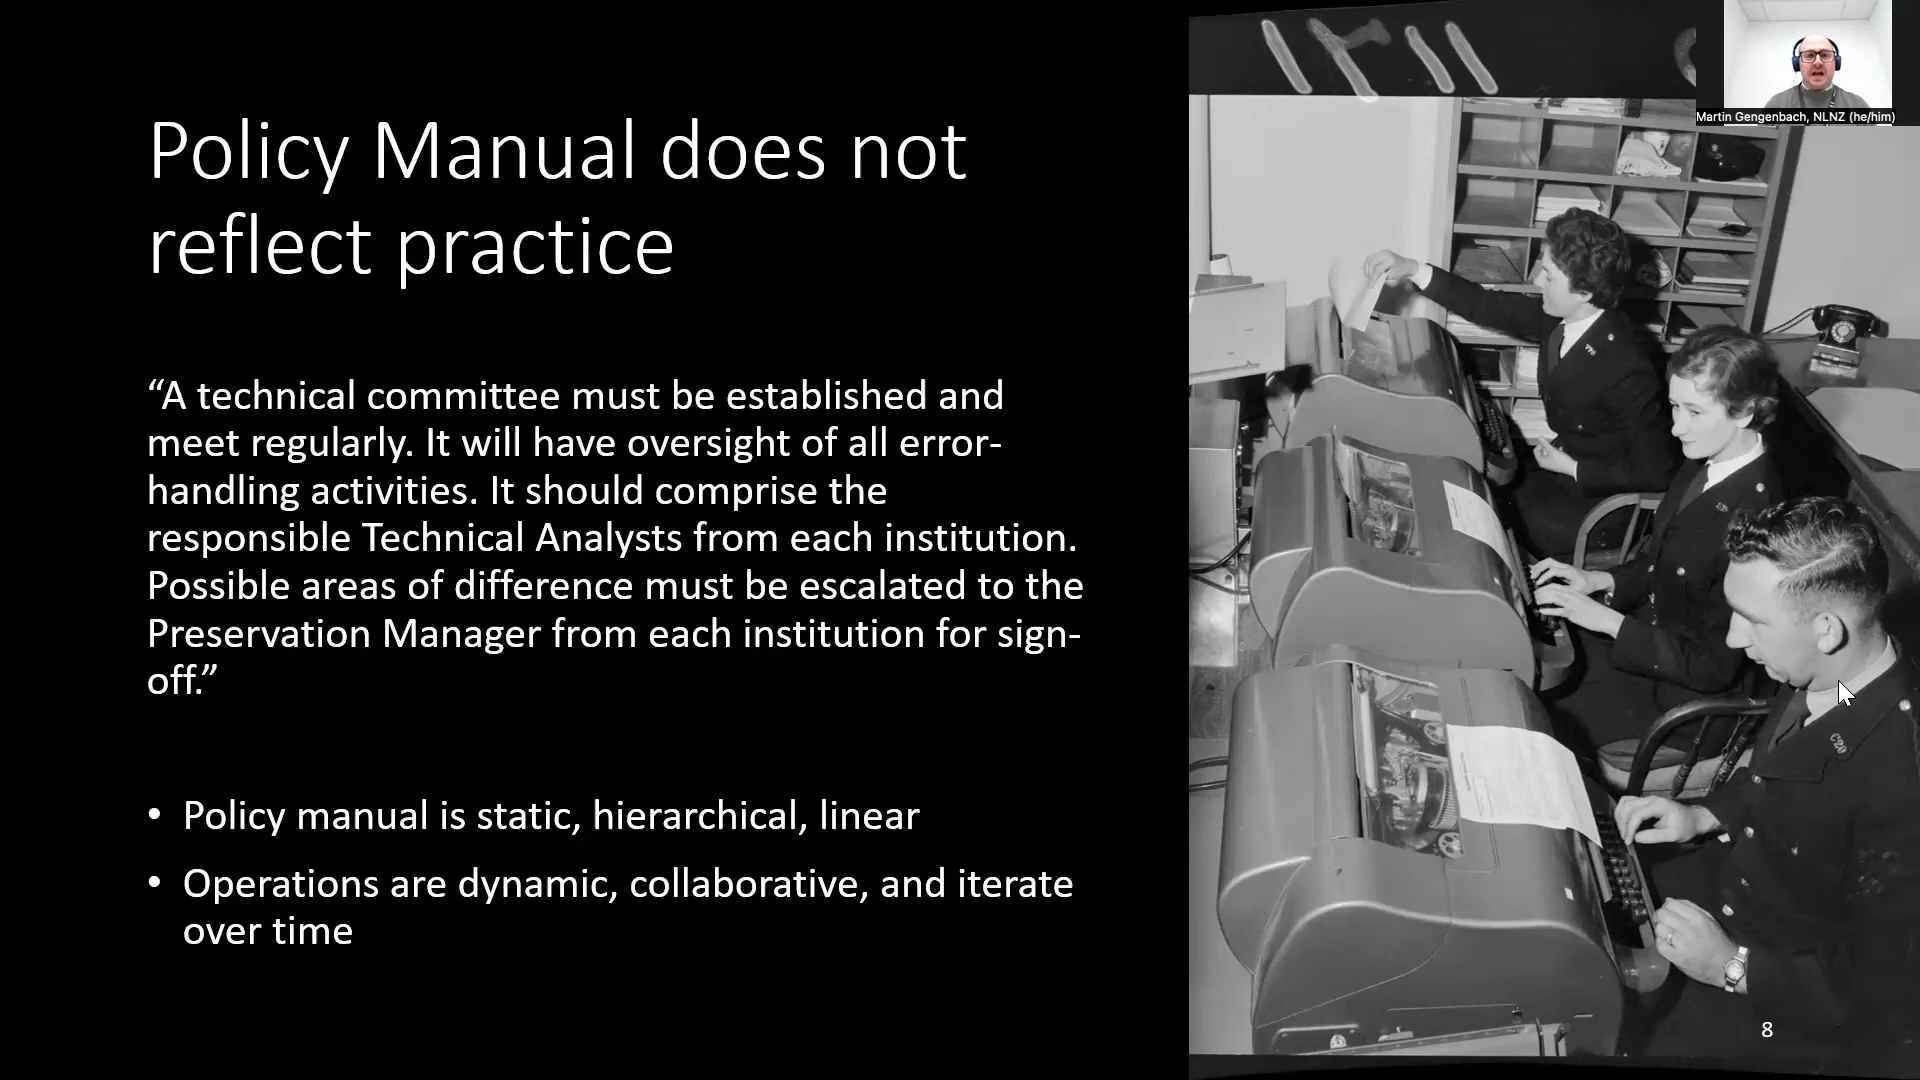 Policy Manual does not
reflect practice
“A technical committee must be established and
meet regularly. It will have oversight of all error-
handling activities. It should comprise the
responsible Technical Analysts from each institution.
Possible areas of difference must be escalated to the
Preservation Manager from each institution for sign-
off.”
• Policy manual is static, hierarchical, linear
• Operations are dynamic, collaborative, and iterate
over time
Martin Gengenbach, NLNZ (he/him)
8